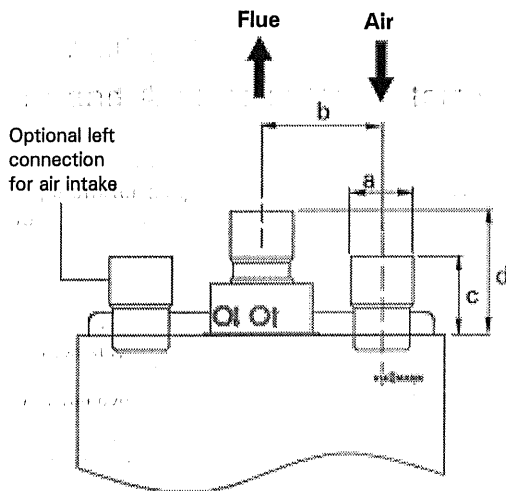 Flue
Air
b
Optional left
connection
for air intake
a
c
d